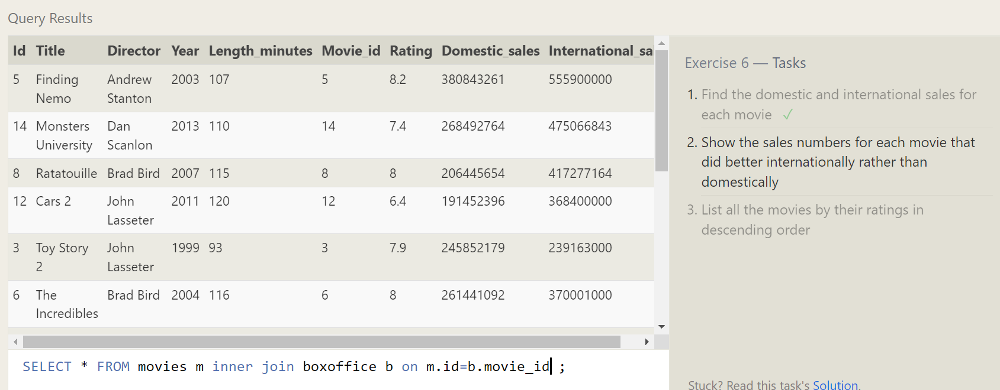 Query Results
Id Title Director Year Length_minutes Movie_id Rating Domestic_sales International_sa
5 Finding Nemo Andrew Stanton 2003 107 5 8.2 380843261 555900000
14 Monsters University Dan Scanlon 2013 110 14 7.4 268492764 475066843
8 Ratatouille Brad Bird 2007 115 8 8 206445654 417277164
12 Cars 2 John Lasseter 2011 120 12 6.4 191452396 368400000
3 Toy Story 2 John Lasseter 1999 93 3 7.9 245852179 239163000
6 The Incredibles Brad Bird 2004 116 6 8 261441092 370001000
SELECT * FROM movies m inner join boxoffice b on m.id=b.movie_id ;
Exercise 6 — Tasks
1. Find the domestic and international sales for
each movie ✓
2. Show the sales numbers for each movie that
did better internationally rather than
domestically
3. List all the movies by their ratings in
descending order
Stuck? Read this task's Solution.